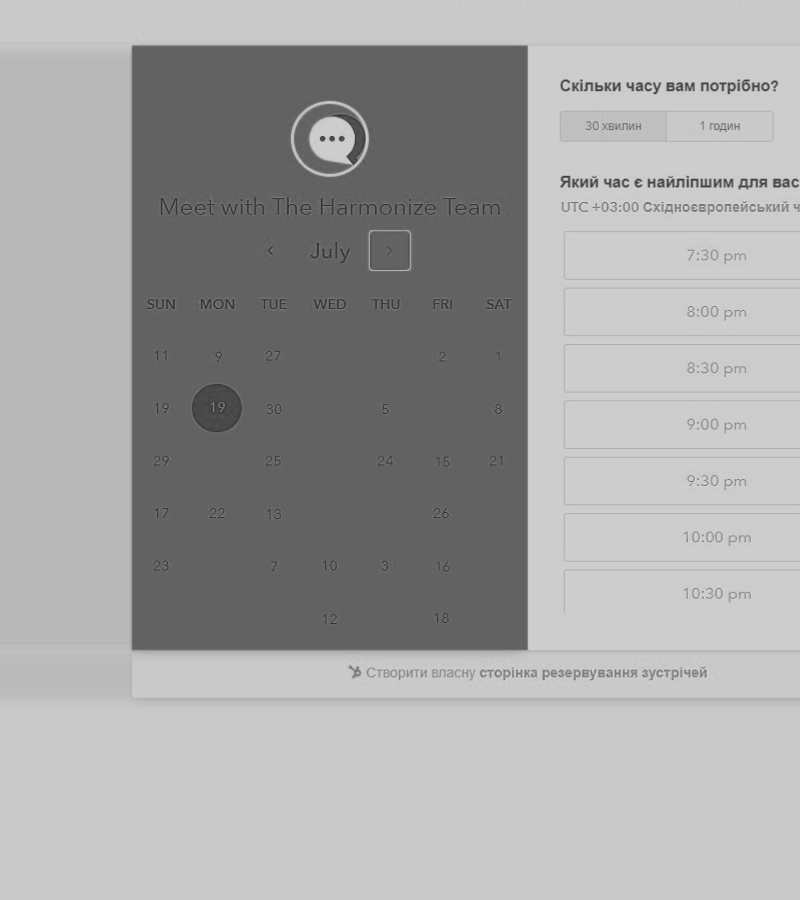 Meet with The Harmonize Team
July
SUN MON TUE WED THU FRI SAT
11 9 27 2 1
19 19 30 5 8
29 25 24 15 21
17 22 13 26
23 7 10 3 16
12 18
Скільки часу вам потрібно?
30 хвилин 1 годин
Який час є найліпшим для вас
UTC +03:00 Східноєвропейський ч
7:30 pm
8:00 pm
8:30 pm
9:00 pm
9:30 pm
10:00 pm
10:30 pm
Створити власну сторінка резервування зустрічей